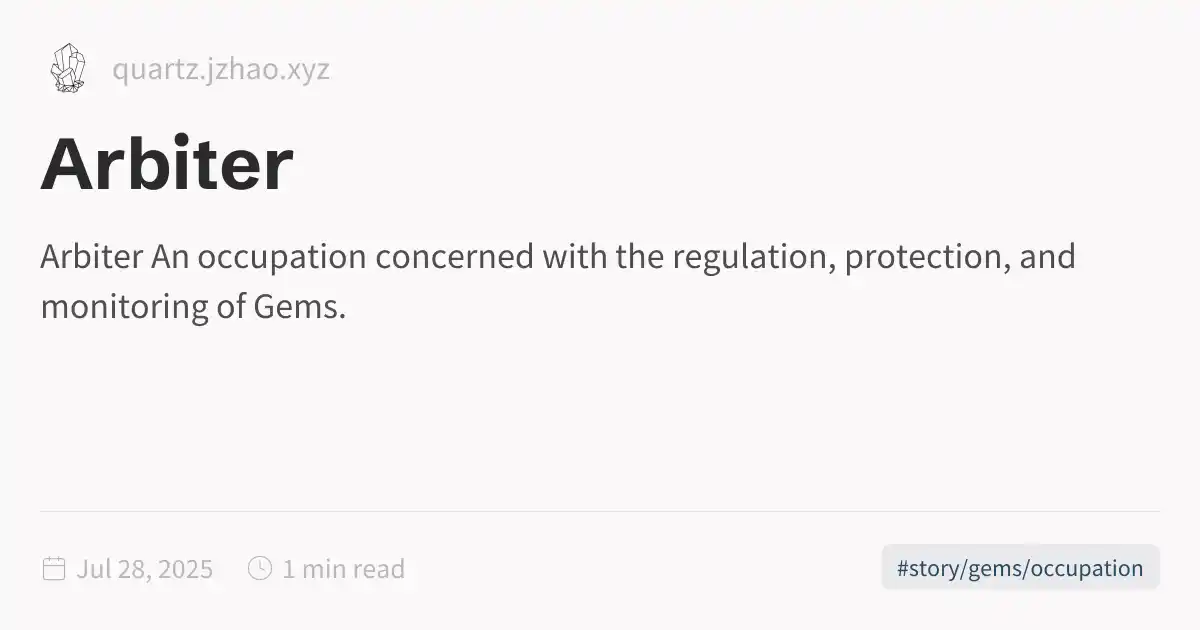 quartz.jzhao.xyz
Arbiter
Arbiter An occupation concerned with the regulation, protection, and
monitoring of Gems.
Jul 28, 2025 1 min read #story/gems/occupation